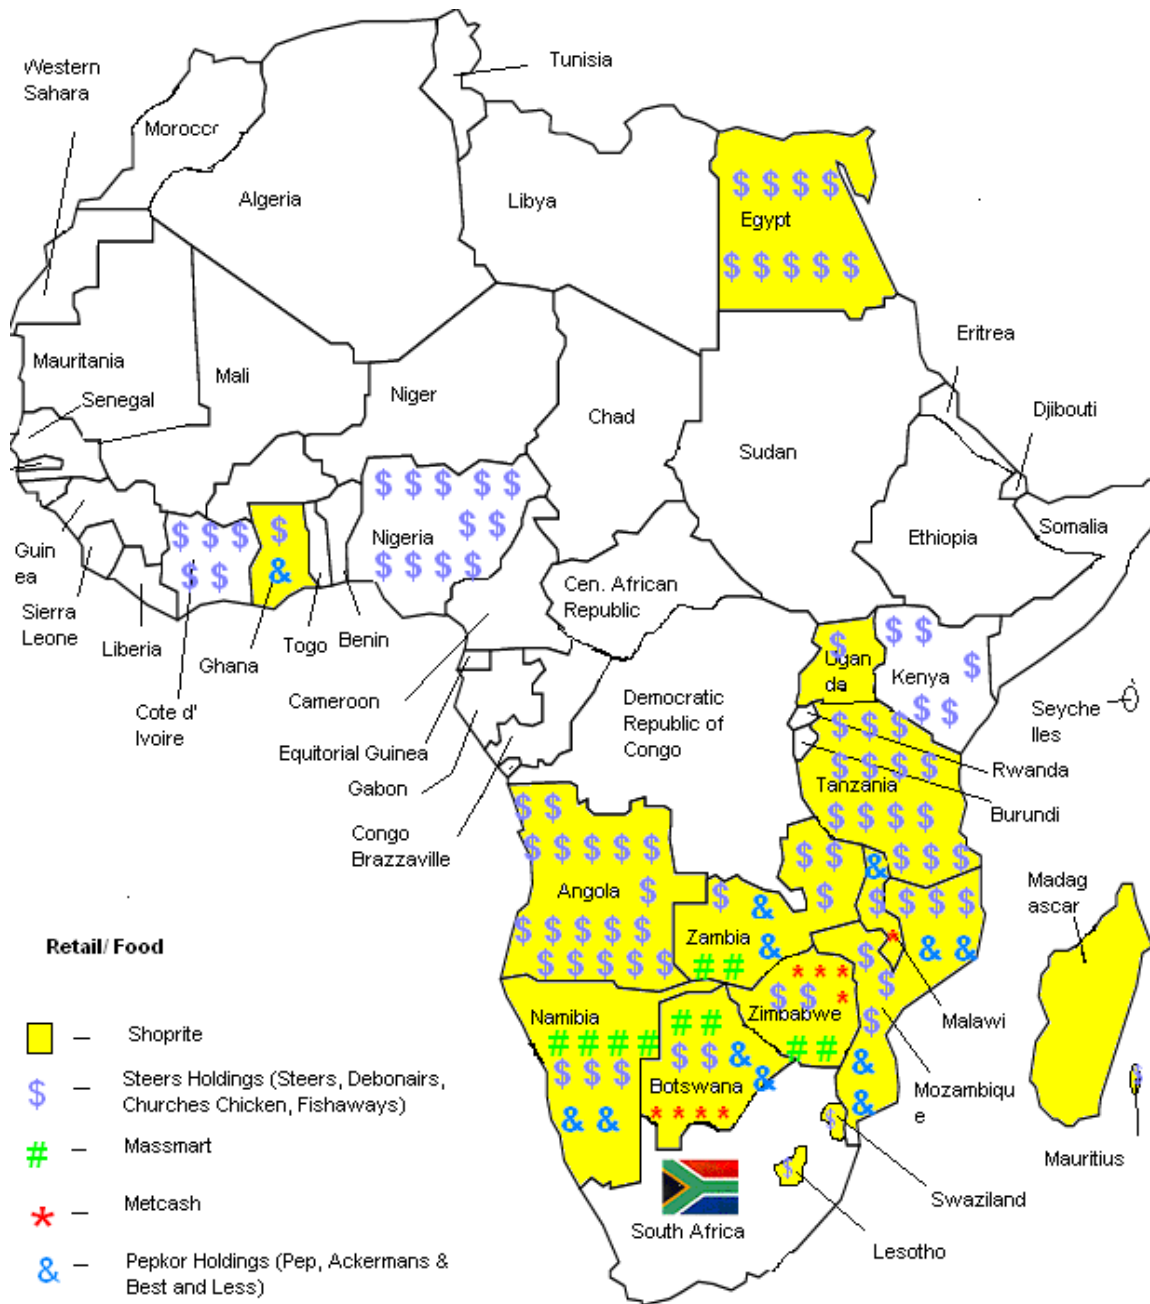 Western
Sahara
Tunisia
Morocc
Algeria
Libya
Egypt
$ $ $ $
$ $ $ $ $
Mauritania
Mali
Niger
Chad
Sudan
Eritrea
Senegal
Djibouti
Guin
ea
Nigeria
$ $ $ $ $
$ $
$ $ $ $
Ethiopia
Somalia
$ $ $
$ $
$
&
Sierra
Leone
Liberia
Ghana
Togo
Benin
Cen. African
Republic
Cameroon
Cote d'
Ivoire
Equitorial Guinea
Gabon
Congo
Brazzaville
Democratic
Republic of
Congo
$
Ugan
da
$ $
$
Kenya
$ $
Seyche
lles
Rwanda
Burundi
$ $ $
$ $ $ $
Tanzania
$ $ $ $
$ $ $
$ $
$ $ $ $ $
Angola
$
$ $ $ $ $
$ $ $ $ $
$ $
$
&
$
*
$ $ $
& &
$ &
Zambia
&
# #
Madag
ascar
Retail/ Food
Shoprite
$ – Steers Holdings (Steers, Debonairs,
Churches Chicken, Fishaways)
# – Massmart
* – Metcash
& – Pepkor Holdings (Pep, Ackermans &
Best and Less)
Namibia
# # # #
$ $ $
& &
# #
$ $ &
Botswana &
* * * *
* * *
$ $ *
Zimbabwe
# #
$
$
$
&
&
Malawi
Mozambiqu
e
$
Mauritius
$
Swaziland
$
Lesotho
South Africa